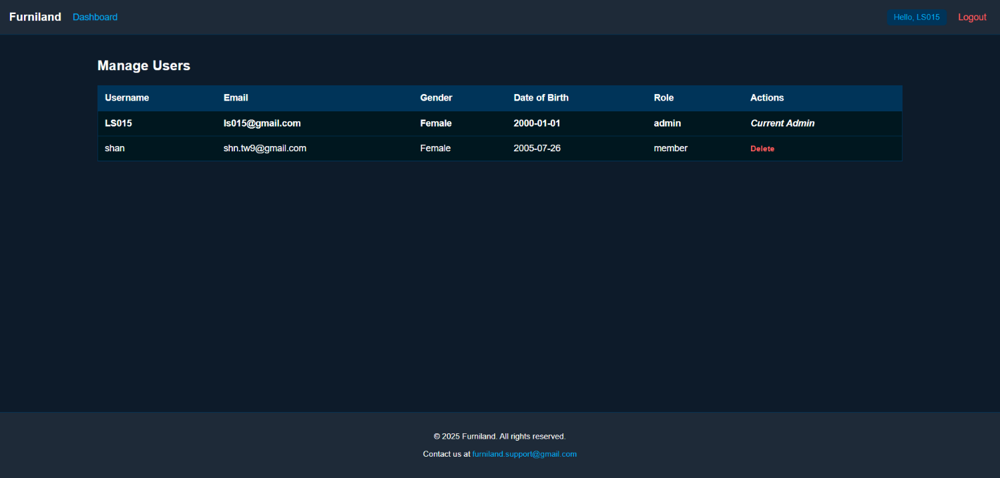 Furniland Dashboard Hello, LS015 Logout
Manage Users
Username Email Gender Date of Birth Role Actions
LS015 ls015@gmail.com Female 2000-01-01 admin Current Admin
shan shn.tw9@gmail.com Female 2005-07-26 member Delete
© 2025 Furniland. All rights reserved.
Contact us at furniland.support@gmail.com